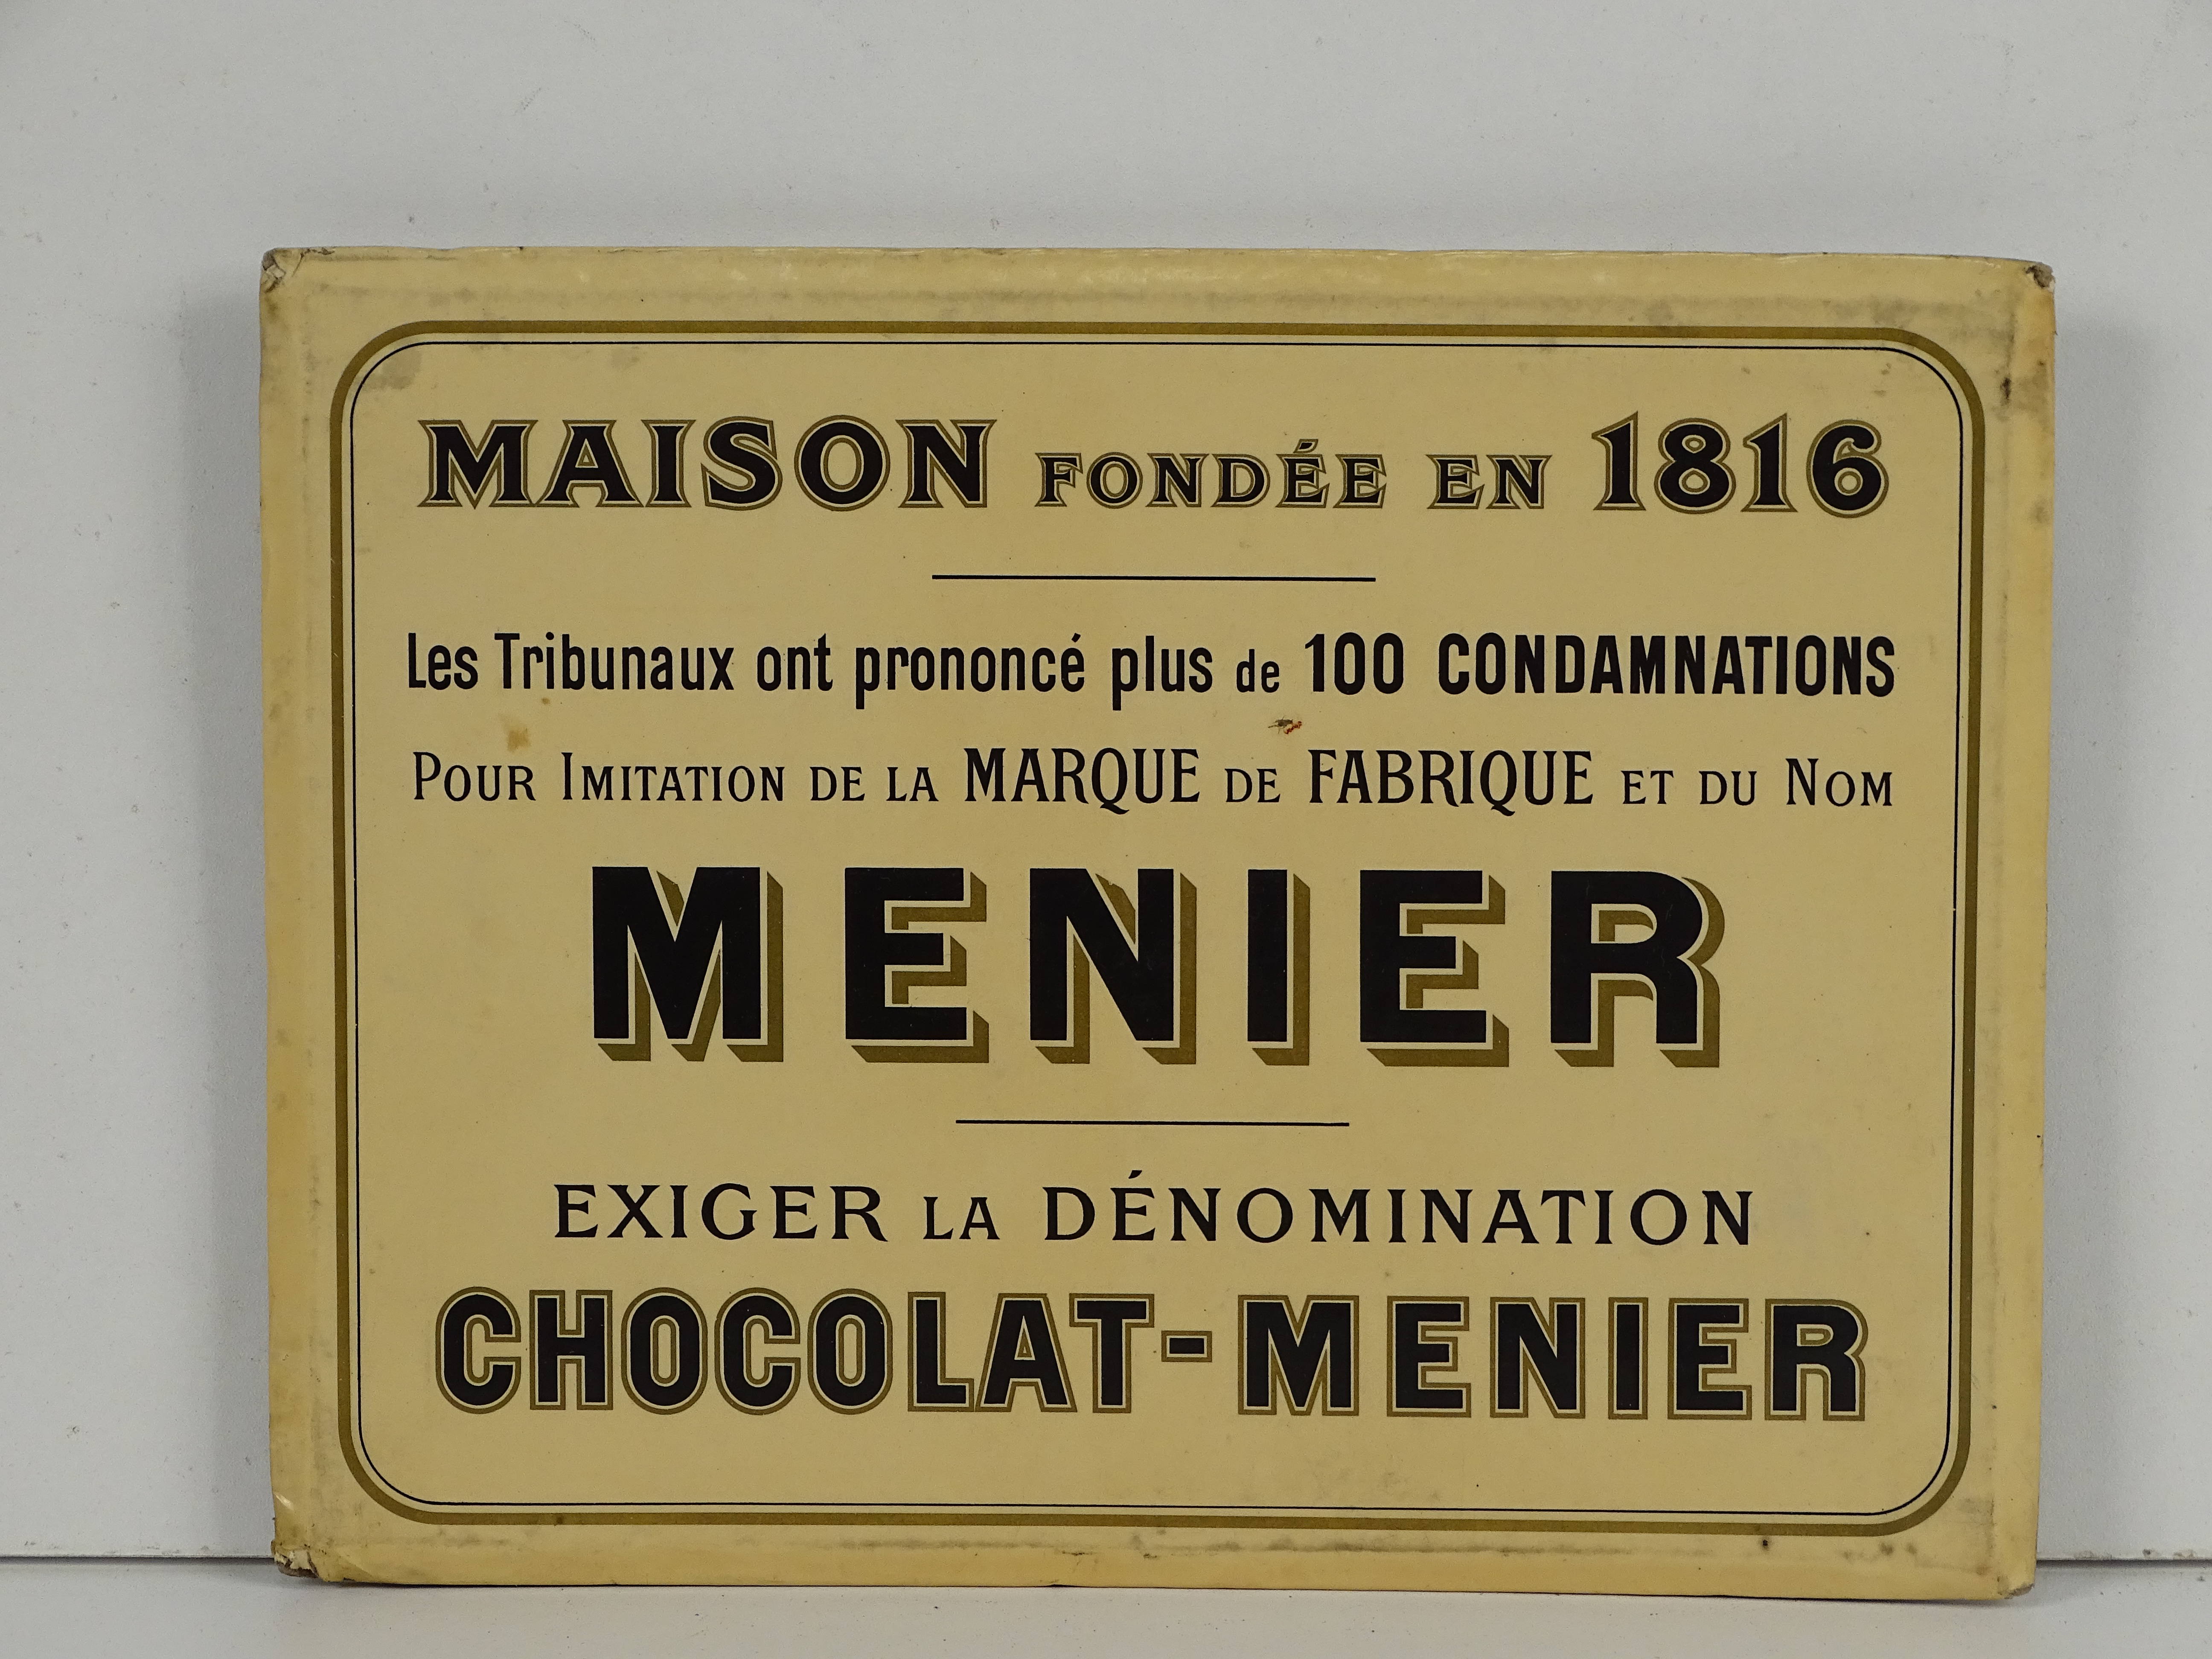 MAISON FONDÉE EN 1816
Les Tribunaux ont prononcé plus de 100 CONDAMNATIONS
POUR IMITATION DE LA MARQUE DE FABRIQUE ET DU NOM
MENIER
EXIGER LA DÉNOMINATION
CHOCOLAT-MENIER